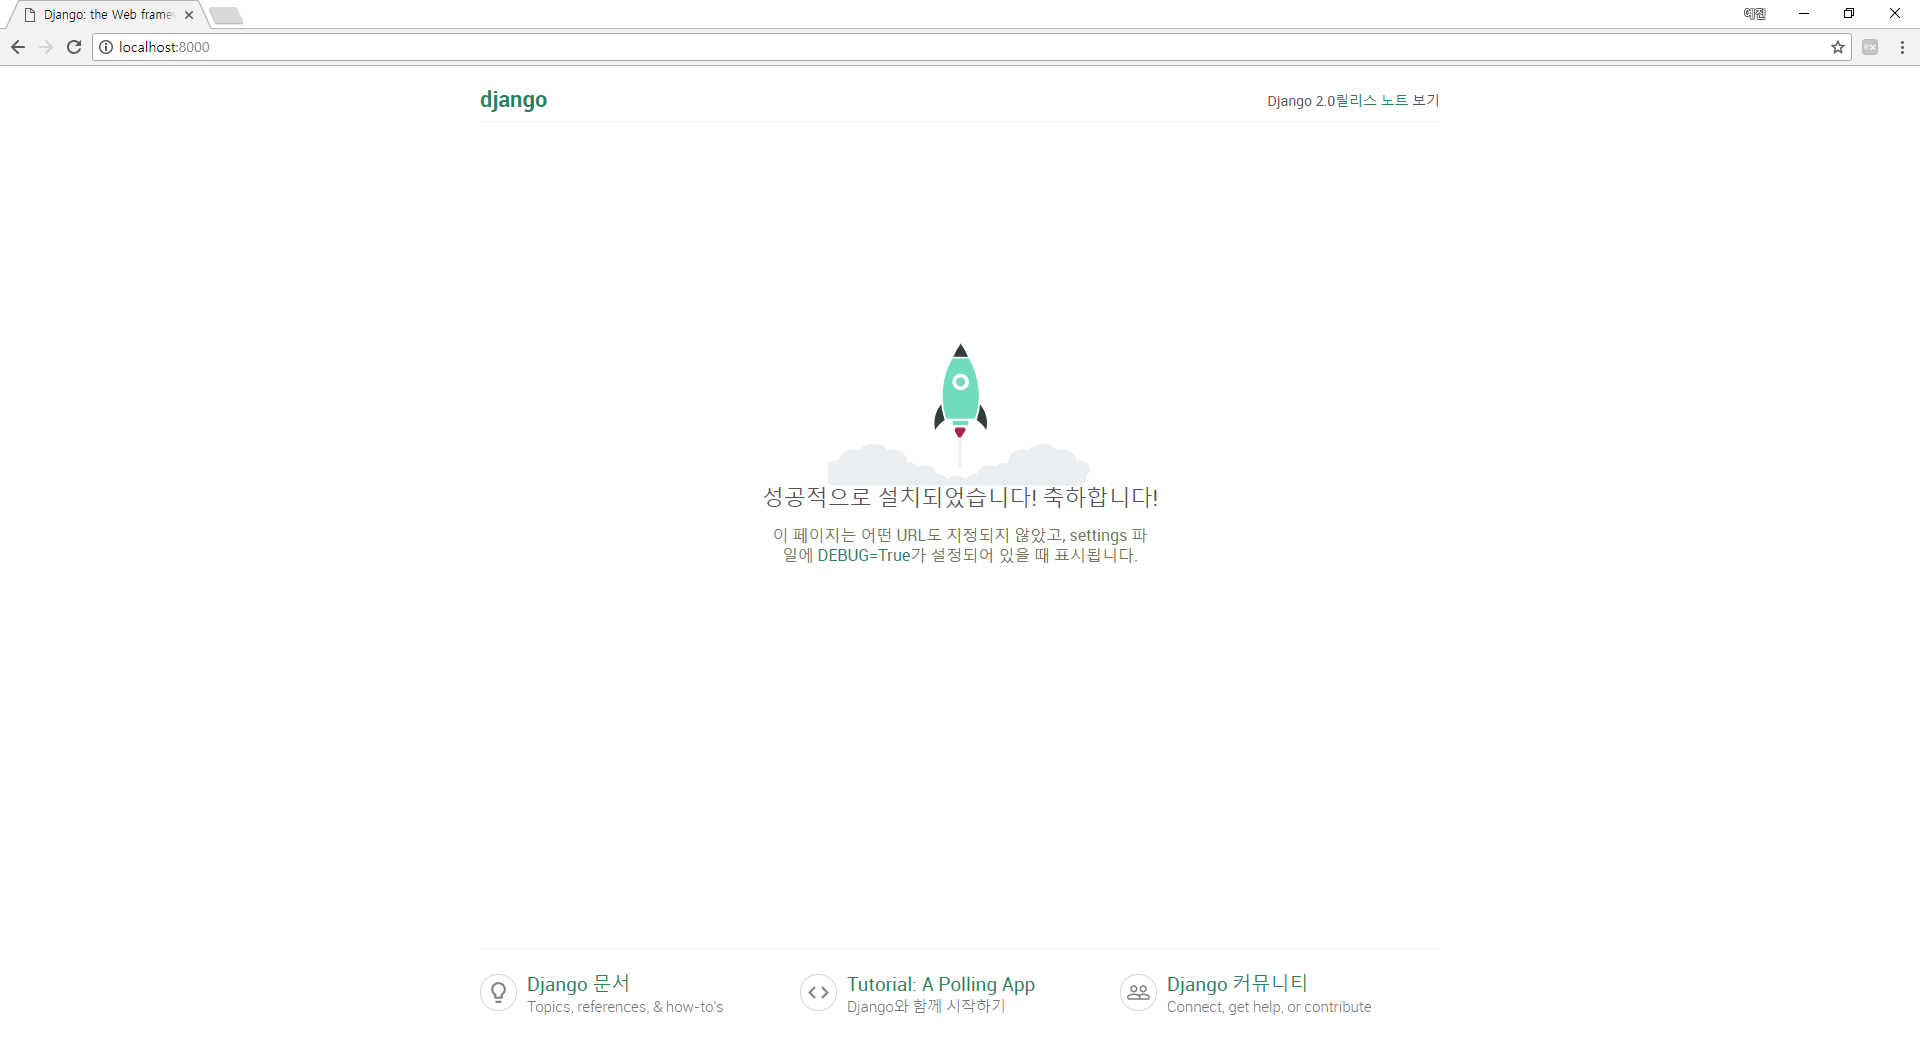 Django: the Web frame
예진
localhost:8000
django
Django 2.0릴리스 노트 보기
성공적으로 설치되었습니다! 축하합니다!
이 페이지는 어떤 URL도 지정되지 않았고, settings 파
일에 DEBUG=True가 설정되어 있을 때 표시됩니다.
Django 문서
Topics, references, & how-to's
Tutorial: A Polling App
Django와 함께 시작하기
Django 커뮤니티
Connect, get help, or contribute